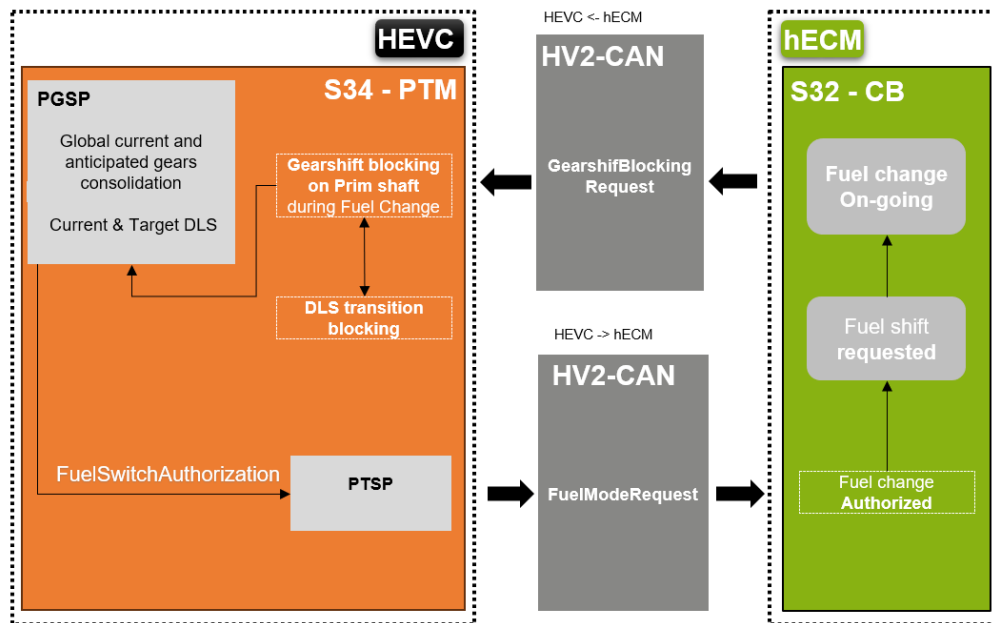 HEVC
S34 - PTM
PGSP
Global current and
anticipated gears
consolidation
Current & Target DLS
Gearshift blocking
on Prim shaft
during Fuel Change
DLS transition
blocking
FuelSwitchAuthorization
PTSP
HEVC <- hECM
HV2-CAN
GearshifBlocking
Request
HEVC -> hECM
HV2-CAN
FuelModeRequest
hECM
S32 - CB
Fuel change
On-going
Fuel shift
requested
Fuel change
Authorized